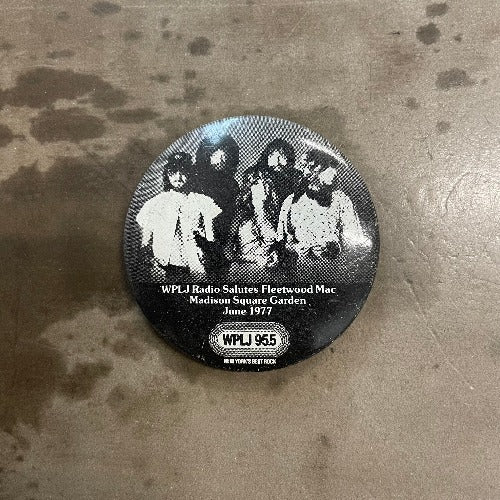 WPLJ Radio Salutes Fleetwood Mac
Madison Square Garden
June 1977
WPLJ 95.5
NEW YORK'S BEST ROCK